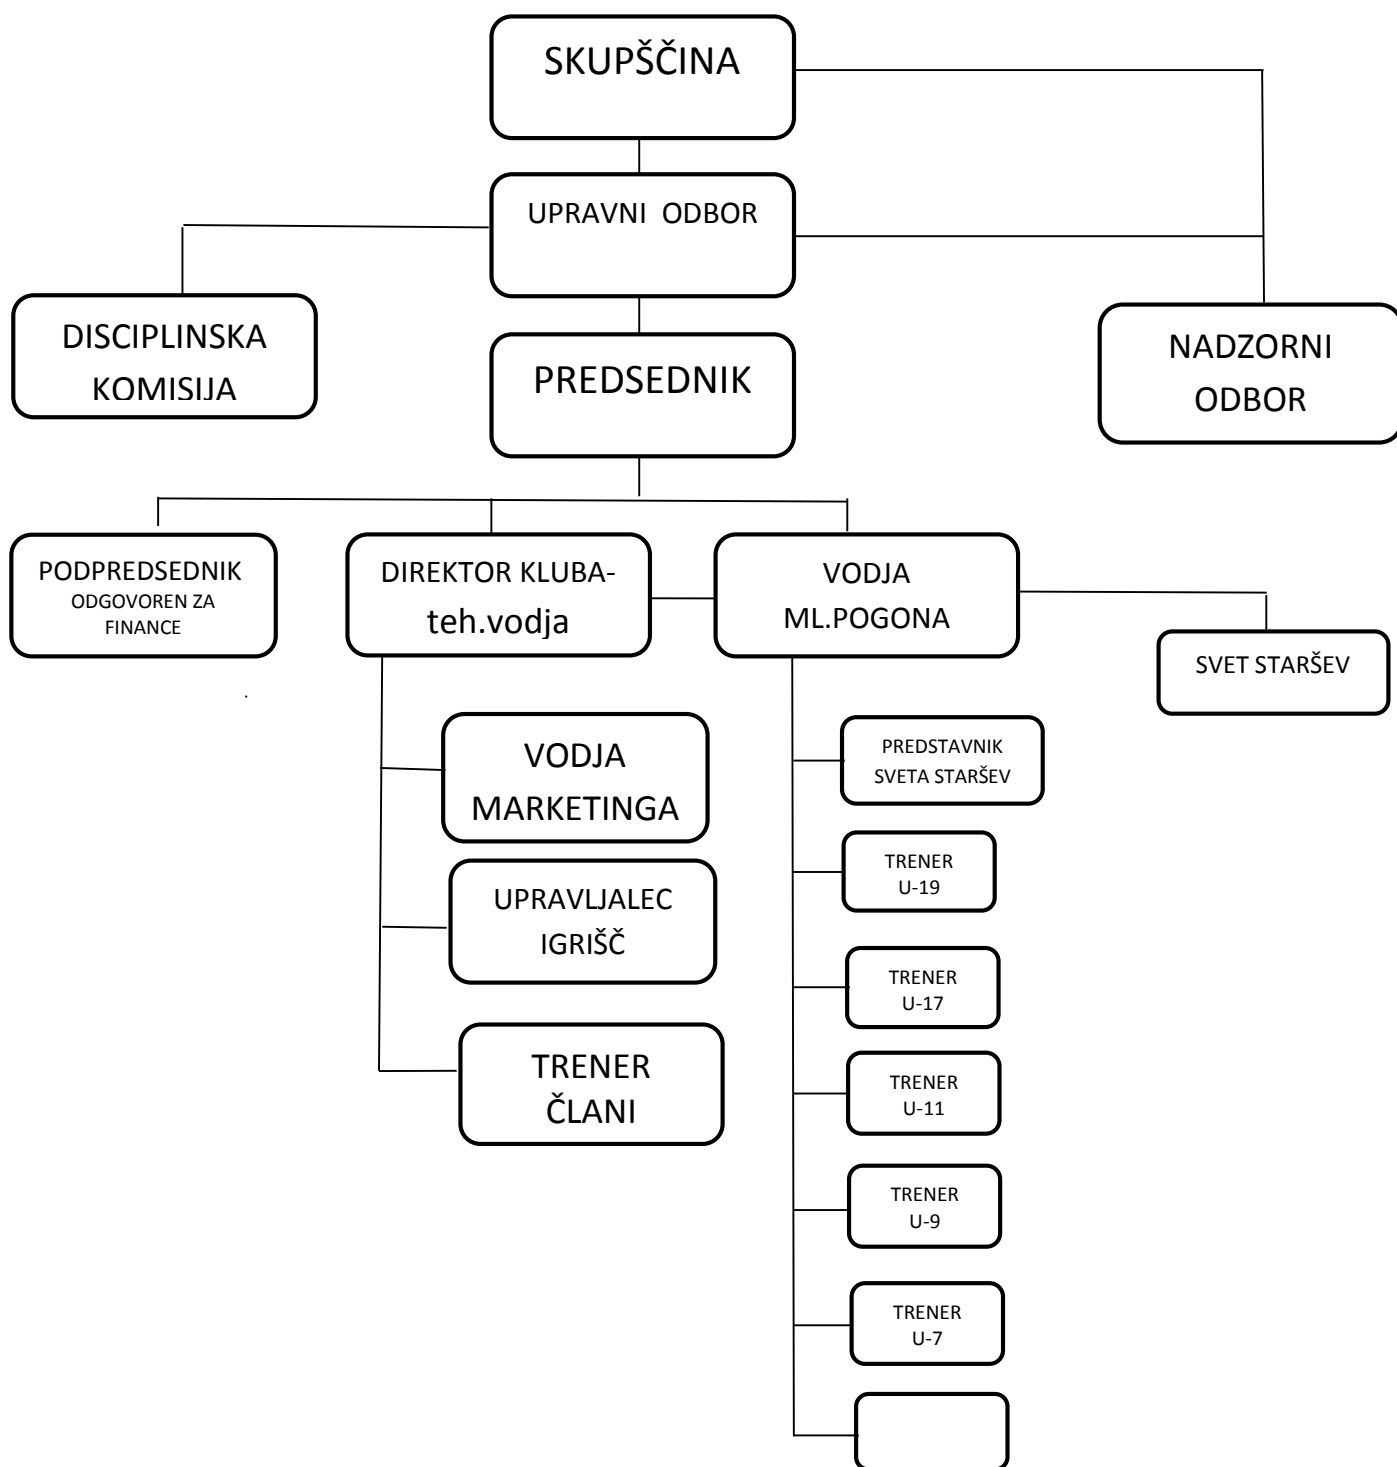 SKUPŠČINA
UPRAVNI ODBOR
DISCIPLINSKA
KOMISIJA
PREDSEDNIK
NADZORNI
ODBOR
PODPREDSEDNIK
ODGOVOREN ZA
FINANCE
DIREKTOR KLUBA-
teh.vodja
VODJA
ML.POGONA
SVET STARŠEV
VODJA
MARKETINGA
UPRAVLJALEC
IGRIŠČ
TRENER
ČLANI
PREDSTAVNIK
SVETA STARŠEV
TRENER
U-19
TRENER
U-17
TRENER
U-11
TRENER
U-9
TRENER
U-7